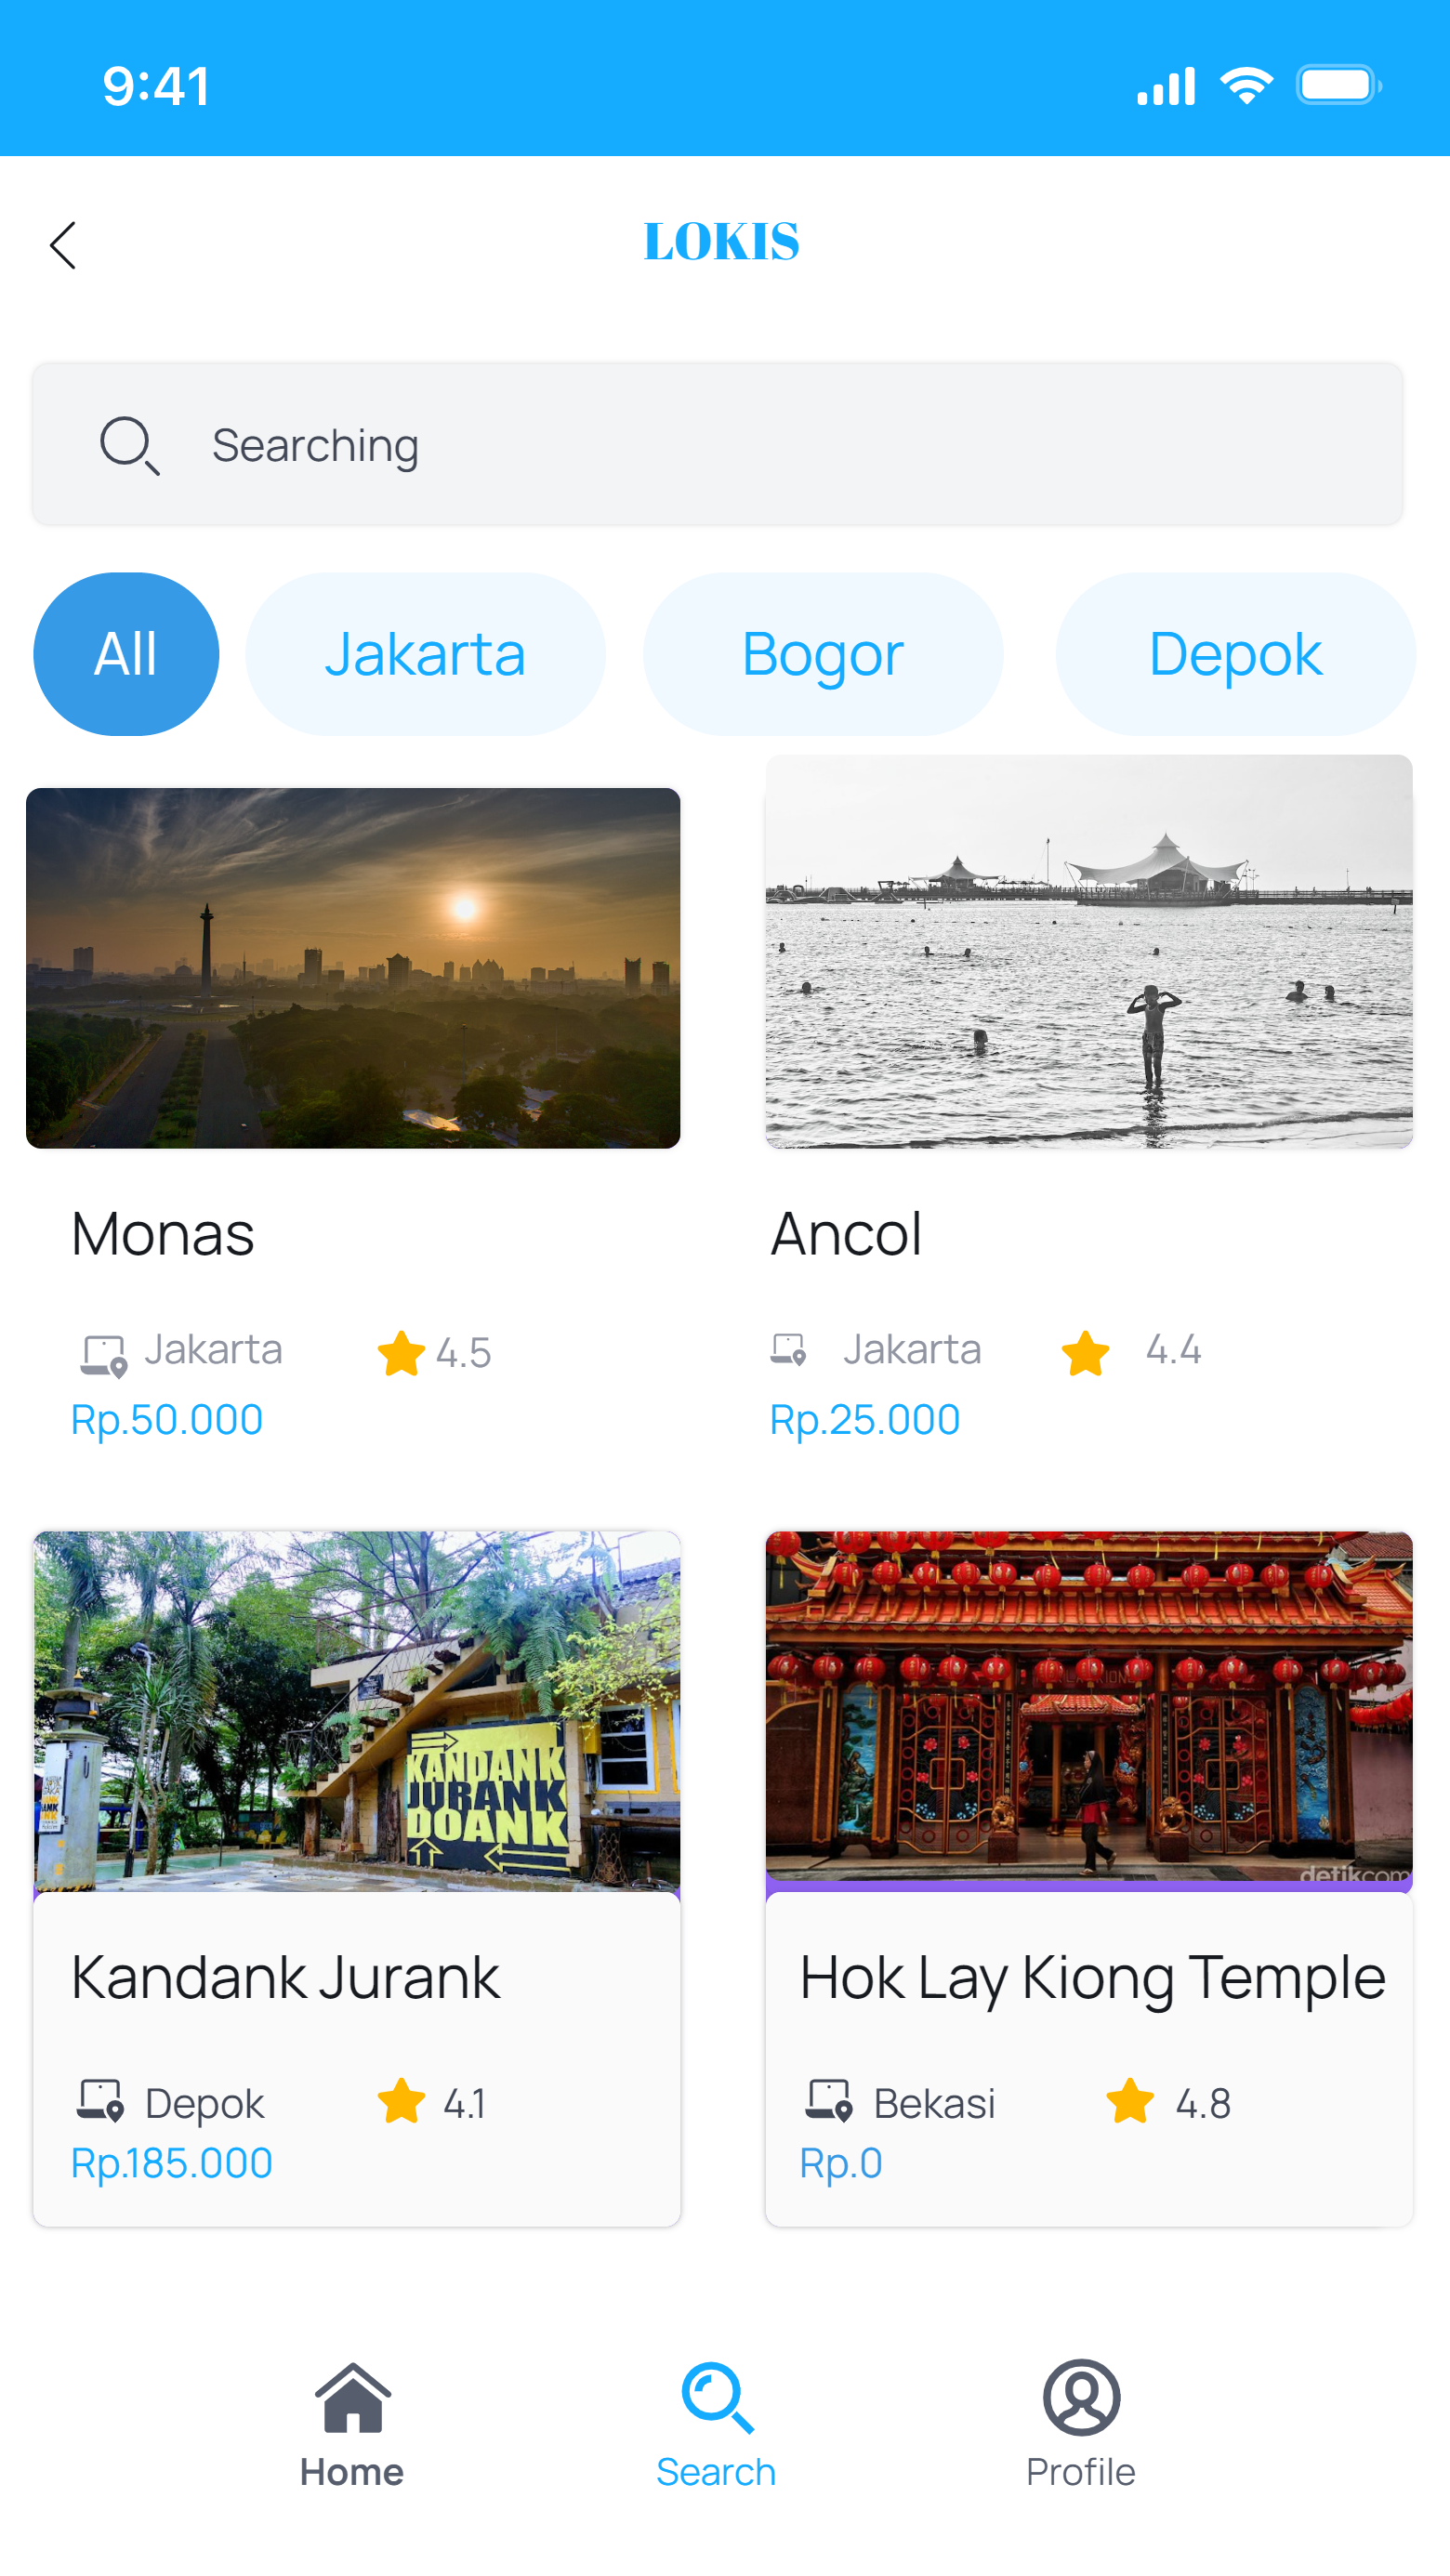 9:41
LOKIS
Searching
All
Jakarta
Bogor
Depok
Monas
Ancol
Jakarta
4.5
Jakarta
4.4
Rp.50.000
Rp.25.000
KANDANK
JURANK
DOANK
detikcom
Kandank Jurank
Hok Lay Kiong Temple
Depok
4.1
Bekasi
4.8
Rp.185.000
Rp.0
Home
Search
Profile